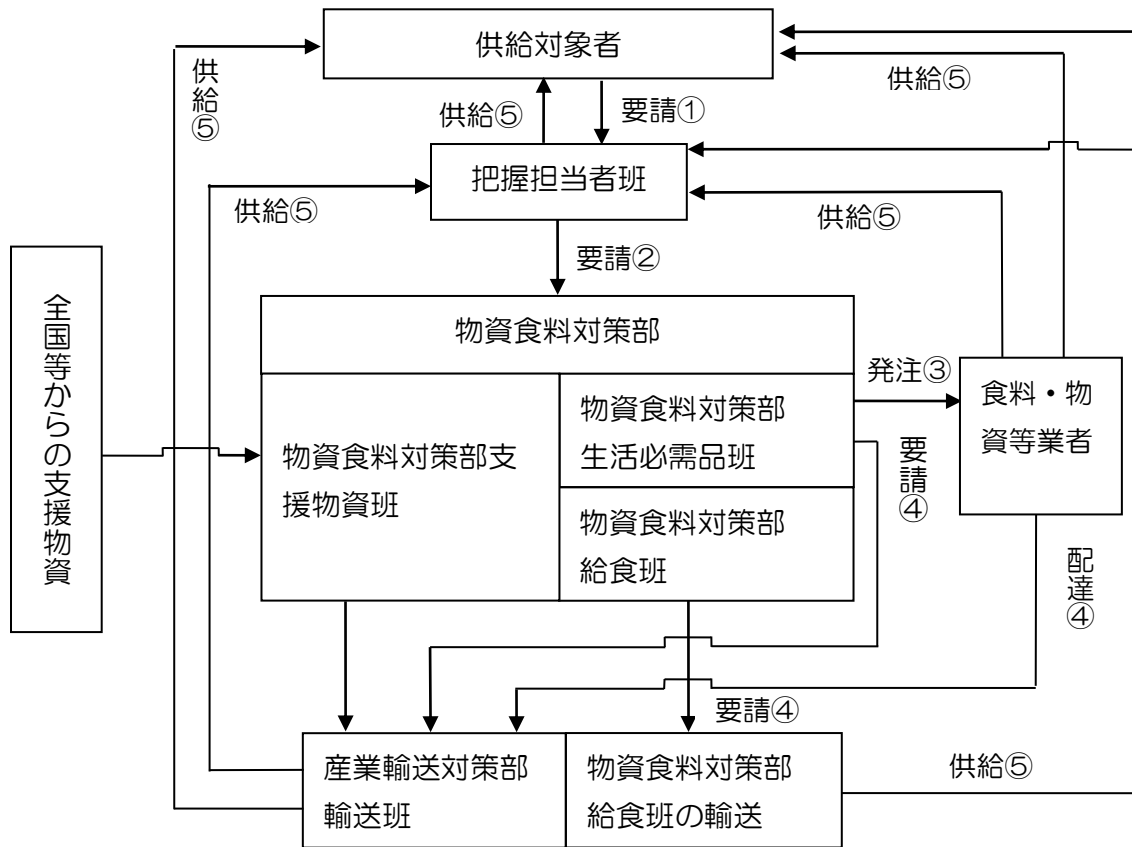 供給対象者
供給⑤
供給⑤
供給⑤
要請①
把握担当者班
供給⑤
供給⑤
要請②
全国等からの支援物資
物資食料対策部
発注③
物資食料対策部支
援物資班
物資食料対策部
生活必需品班
物資食料対策部
給食班
食料・物
資等業者
要請④
配達④
要請④
産業輸送対策部
輸送班
物資食料対策部
給食班の輸送
供給⑤